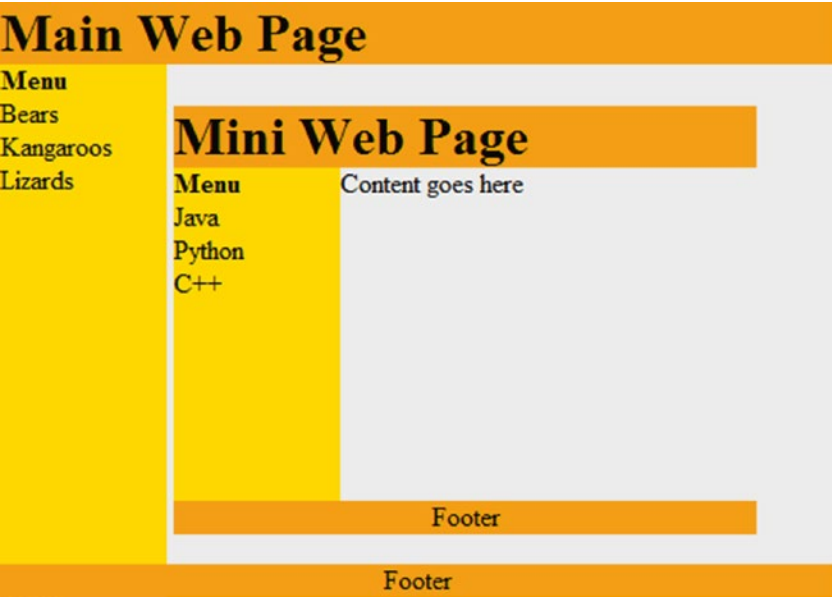 Main Web Page
Menu
Bears
Kangaroos
Lizards
Mini Web Page
Menu
Java
Python
C++
Content goes here
Footer
Footer